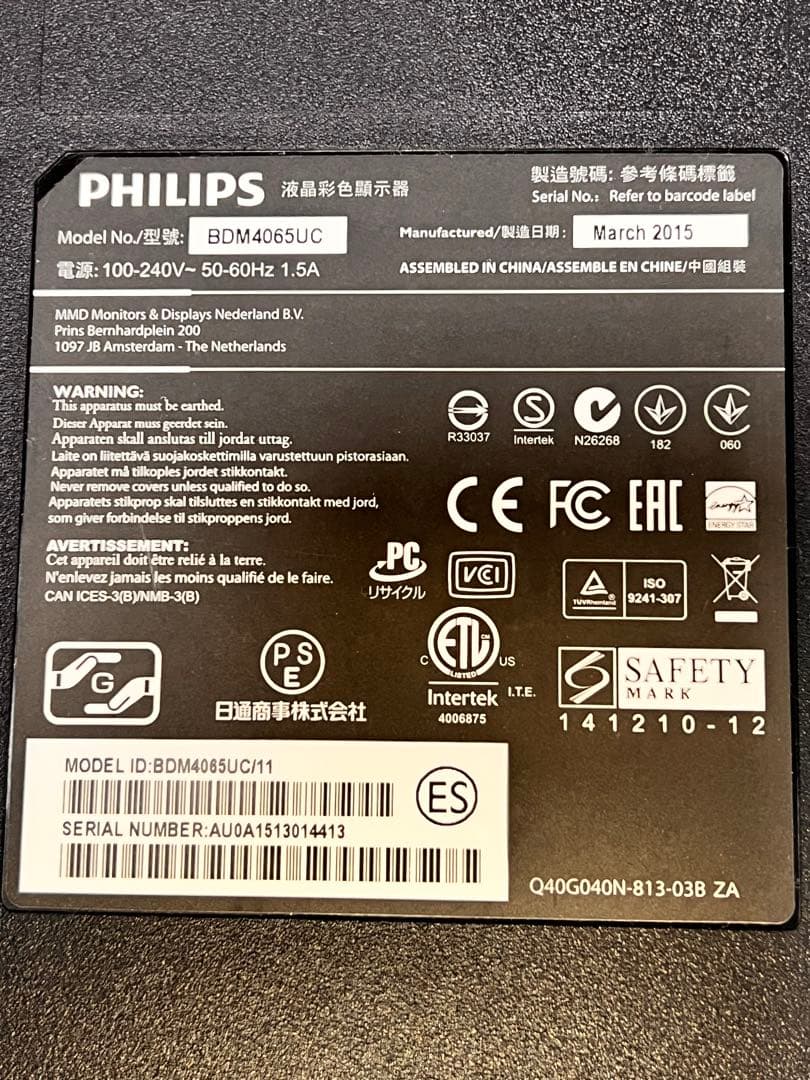 PHILIPS 液晶彩色顯示器
製造號碼: 參考條碼標籤
Serial No.: Refer to barcode label
Model No./型號: BDM4065UC
Manufactured/製造日期: March 2015
電源: 100-240V~ 50-60Hz 1.5A
ASSEMBLED IN CHINA/ASSEMBLE EN CHINE/中國組裝
MMD Monitors & Displays Nederland B.V.
Prins Bernhardplein 200
1097 JB Amsterdam - The Netherlands
WARNING:
This apparatus must be earthed.
Dieser Apparat muss geerdet sein.
Apparaten skall anslutas till jordat uttag.
Laite on liitettävä suojakoskettimilla varustettuun pistorasiaan.
Apparatet må tilkoples jordet stikkontakt.
Never remove covers unless qualified to do so.
Apparatets stikprop skal tilsluttes en stikkontakt med jord,
som giver forbindelse til stikproppens jord.
AVERTISSEMENT:
Cet appareil doit être relié à la terre.
N'enlevez jamais les moins qualifié de le faire.
CAN ICES-3(B)/NMB-3(B)
R33037
S
Intertek
N26268
182
060
CE FC EAC
energy
ENERGY STAR
PC
リサイクル
VCI
TÜVRheinland
ISO
9241-307
G
PSE
日通商事株式会社
C ETL US
LISTED
Intertek I.T.E.
4006875
SAFETY
MARK
141210-12
MODEL ID:BDM4065UC/11
SERIAL NUMBER:AU0A1513014413
ES
Q40G040N-813-03B ZA